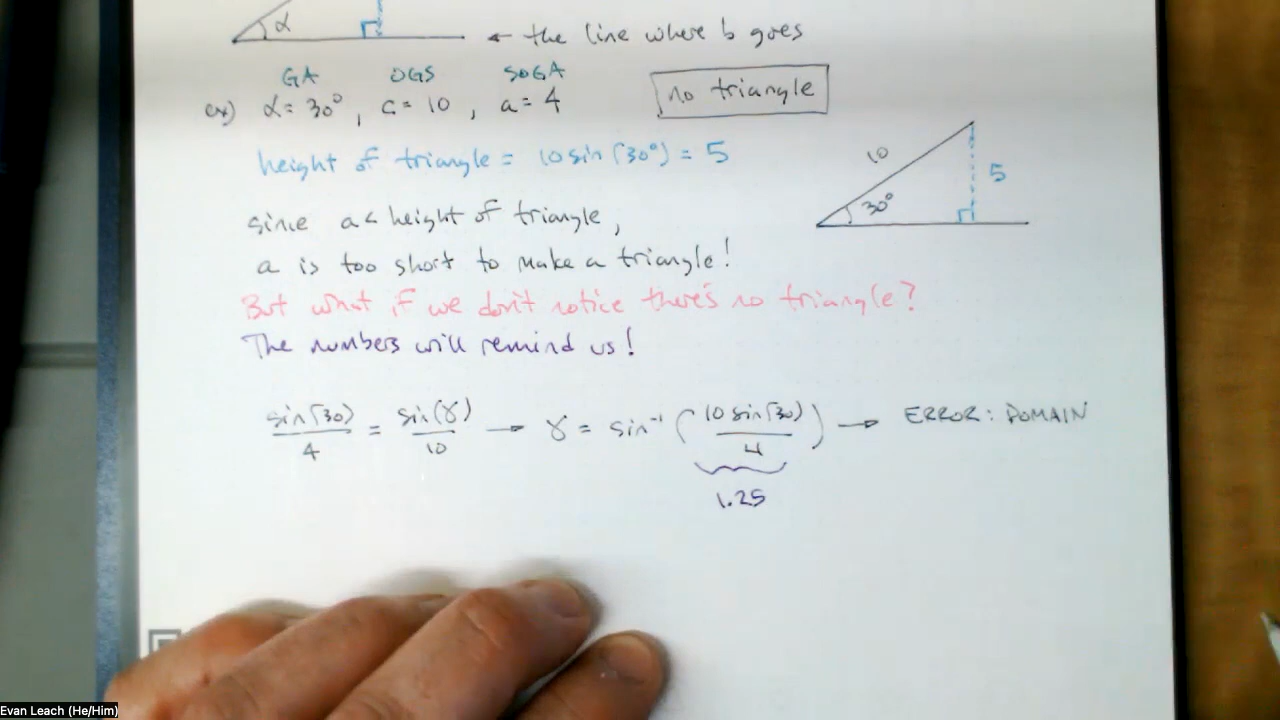 α
← the line where b goes
GA OGS SOGA
ex) α = 30°, c = 10, a = 4
no triangle
height of triangle = 10 sin(30°) = 5
10
5
30°
since a < height of triangle,
a is too short to make a triangle!
But what if we don't notice there's no triangle?
The numbers will remind us!
sin(30)/4 = sin(γ)/10 → γ = sin⁻¹(10 sin(30)/4) → ERROR: DOMAIN
1.25
Evan Leach (He/Him)